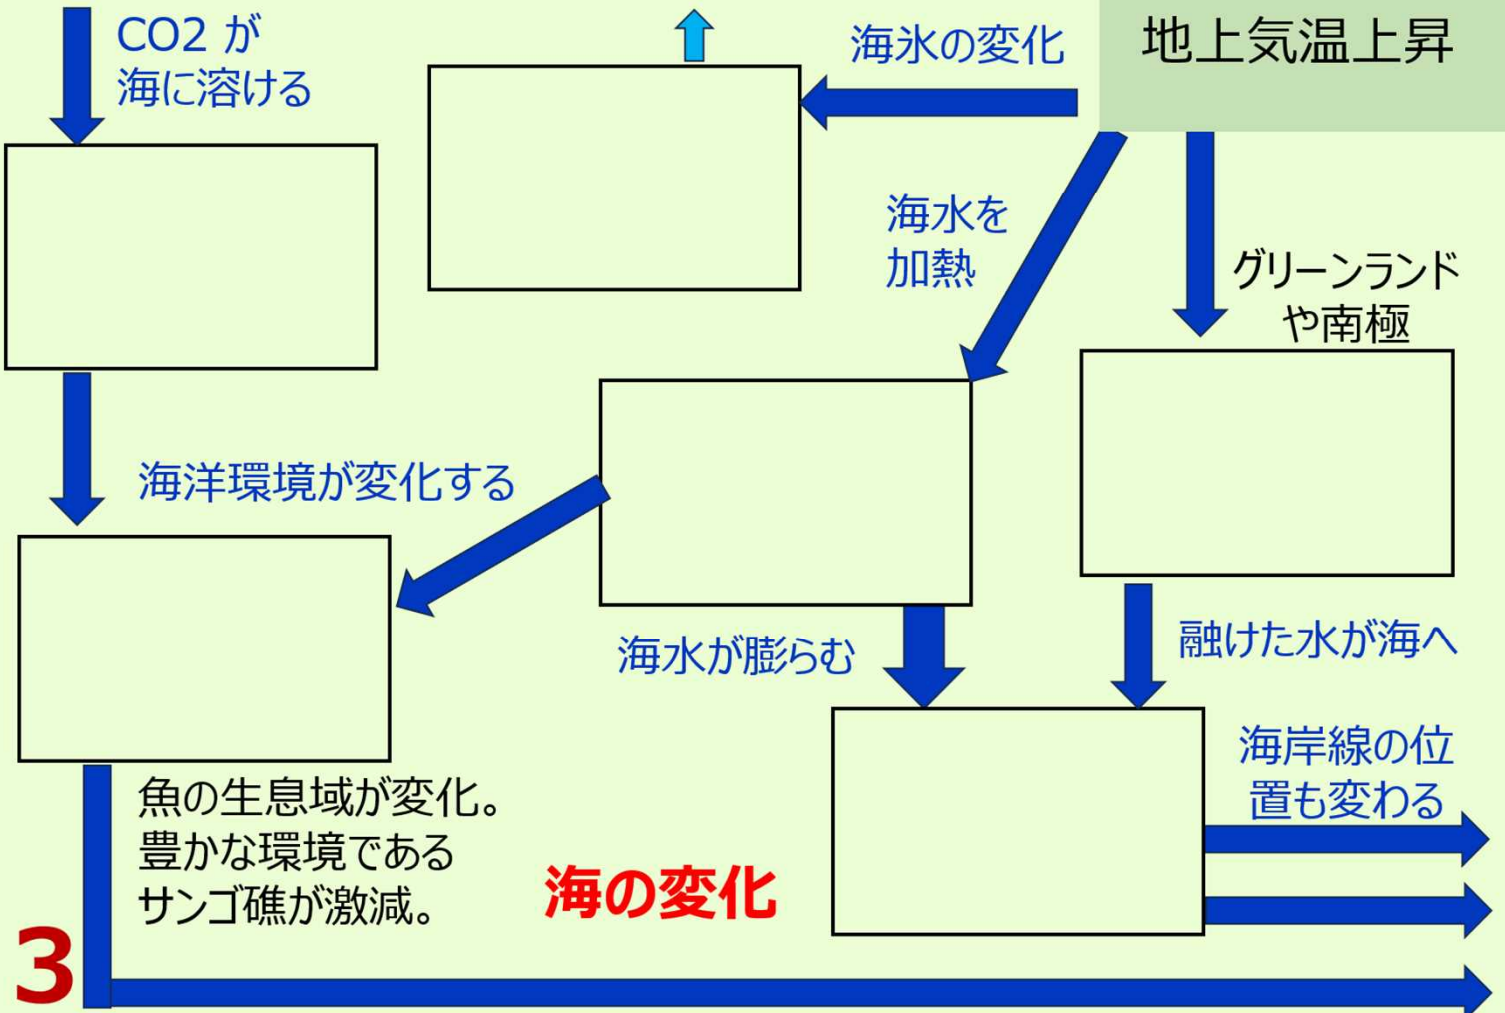 CO2 が
海に溶ける
海氷の変化
地上気温上昇
海水を
加熱
グリーンランド
や南極
海洋環境が変化する
海水が膨らむ
融けた水が海へ
海岸線の位
置も変わる
魚の生息域が変化。
豊かな環境である
サンゴ礁が激減。
海の変化
3